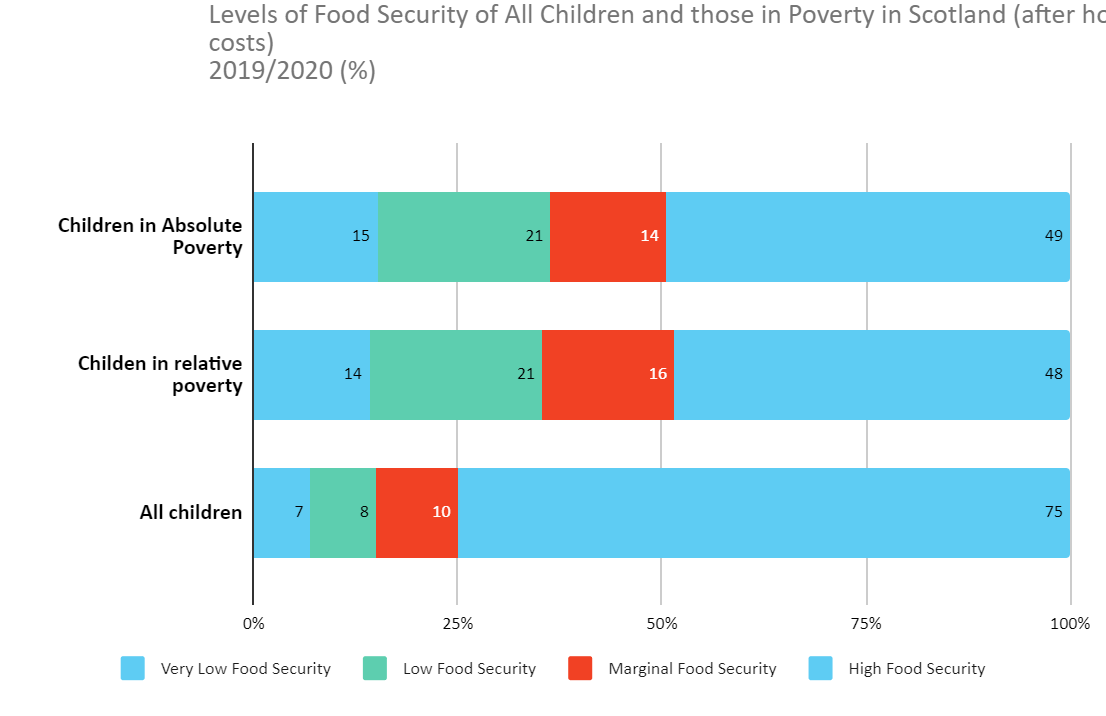 Levels of Food Security of All Children and those in Poverty in Scotland (after
costs)
2019/2020 (%)
Children in Absolute
Poverty
15 21 14 49
Childen in relative
poverty
14 21 16 48
All children
7 8 10 75
0% 25% 50% 75% 100%
Very Low Food Security Low Food Security Marginal Food Security High Food Security